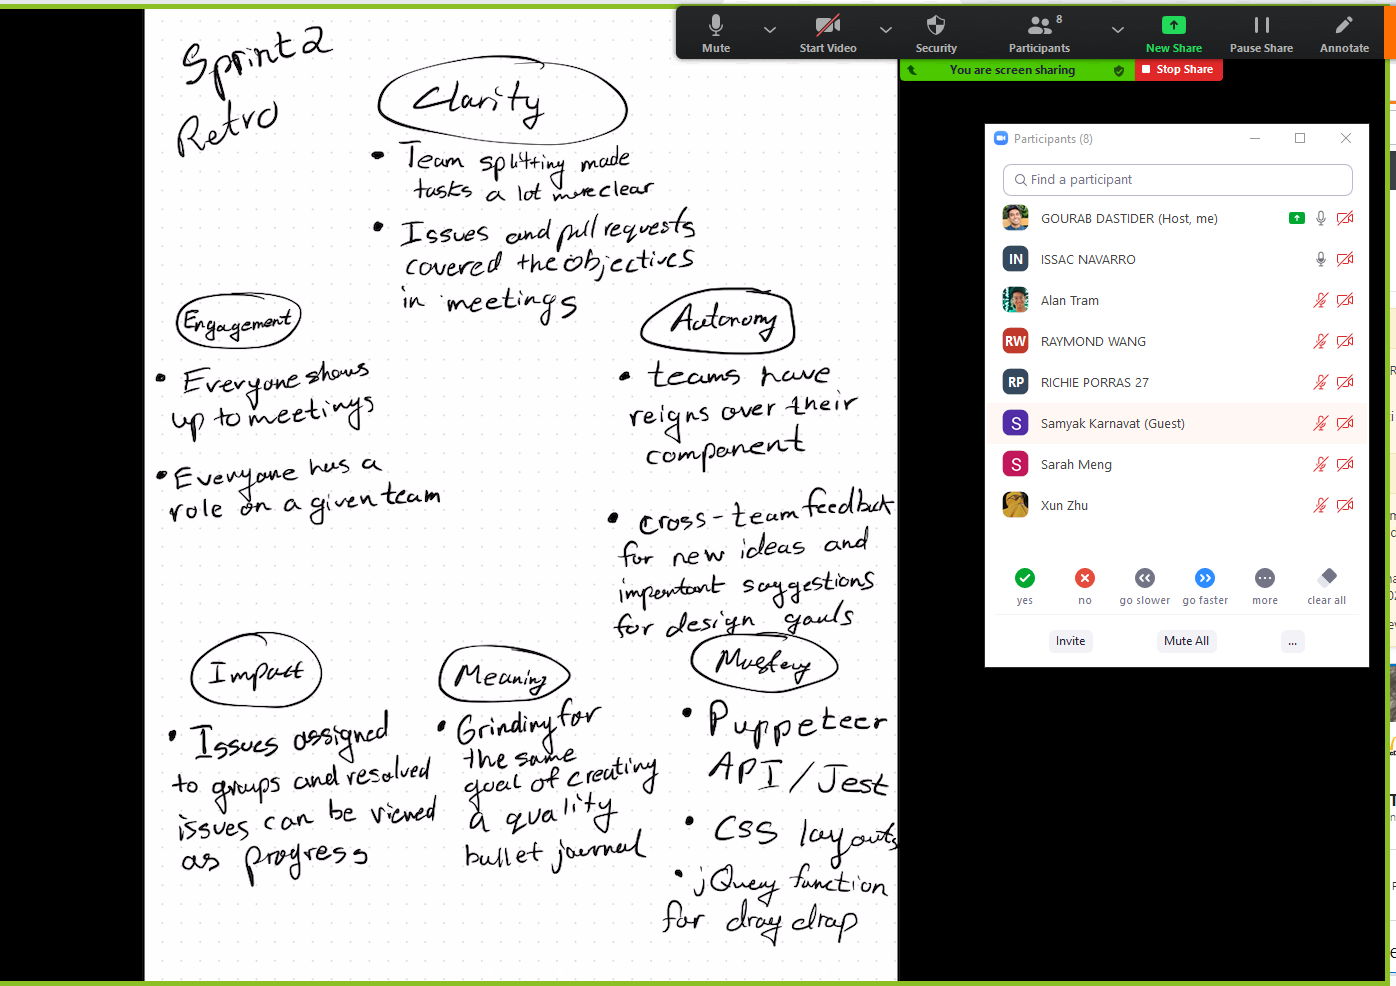 Sprint 2
Retro
Clarity
• Team splitting made
tasks a lot more clear
• Issues and pull requests
covered the objectives
in meetings
Engagement
• Everyone shows
up to meetings
• Everyone has a
role on a given team
Autonomy
• teams have
reigns over their
component
• cross-team feedback
for new ideas and
important suggestions
for design goals
Impact
• Issues assigned
to groups and resolved
issues can be viewed
as progress
Meaning
• Grinding for
the same
goal of creating
a quality
bullet journal
Mastery
• Puppeteer
API / Jest
• CSS layouts
• jQuery function
for drag drop
Mute
Start Video
Security
Participants
8
New Share
Pause Share
Annotate
You are screen sharing
Stop Share
Participants (8)
Find a participant
GOURAB DASTIDER (Host, me)
IN ISSAC NAVARRO
Alan Tram
RW RAYMOND WANG
RP RICHIE PORRAS 27
S Samyak Karnavat (Guest)
S Sarah Meng
Xun Zhu
yes
no
go slower
go faster
more
clear all
Invite
Mute All
...